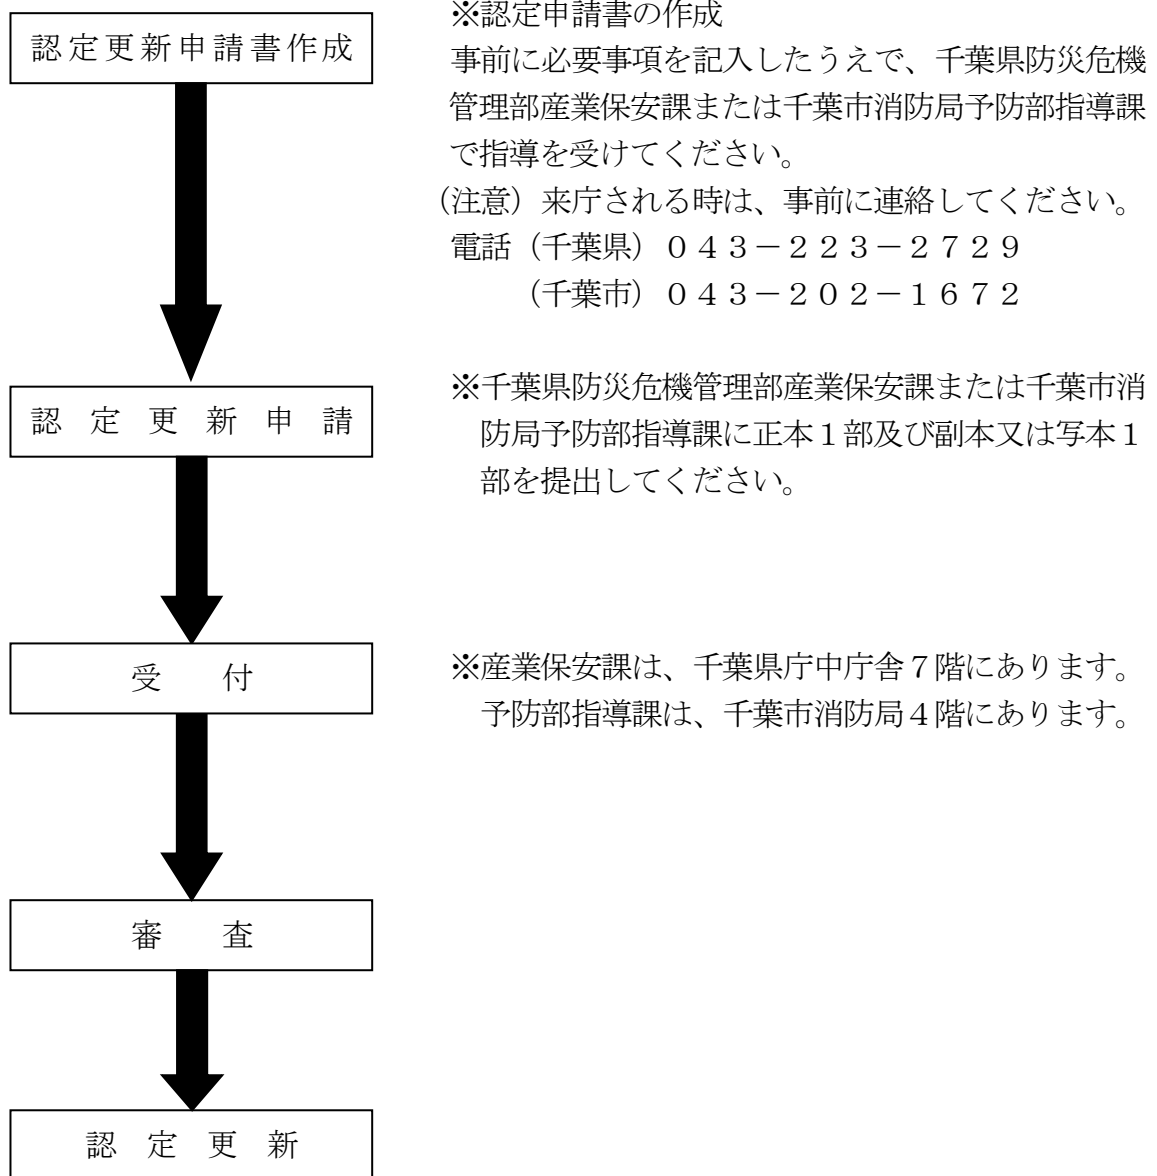 認定更新申請書作成
※認定申請書の作成
事前に必要事項を記入したうえで、千葉県防災危機
管理部産業保安課または千葉市消防局予防部指導課
で指導を受けてください。
（注意）来庁される時は、事前に連絡してください。
電話（千葉県）０４３－２２３－２７２９
（千葉市）０４３－２０２－１６７２
認定更新申請
※千葉県防災危機管理部産業保安課または千葉市消
防局予防部指導課に正本１部及び副本又は写本１
部を提出してください。
受付
※産業保安課は、千葉県庁中庁舎７階にあります。
予防部指導課は、千葉市消防局４階にあります。
審査
認定更新